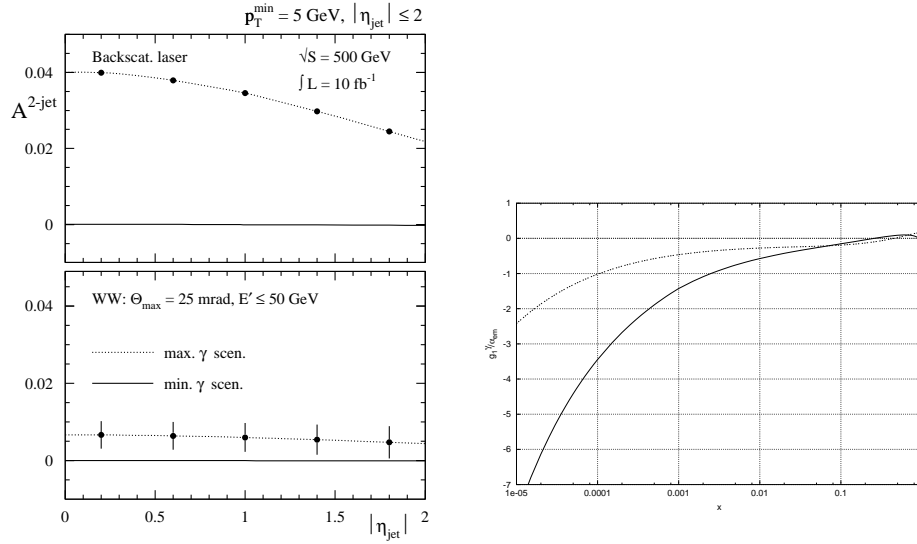 p_T^min = 5 GeV, |η_jet| ≤ 2
Backscat. laser
√S = 500 GeV
∫L = 10 fb⁻¹
A^2-jet
0.04
0.02
0
WW: Θ_max = 25 mrad, E′ ≤ 50 GeV
max. γ scen.
min. γ scen.
0.04
0.02
0
0 0.5 1 1.5 2
|η_jet|
1
0
-1
-2
-3
-4
-5
-6
-7
g_1^γ/α_em
1e-05 0.0001 0.001 0.01 0.1
x